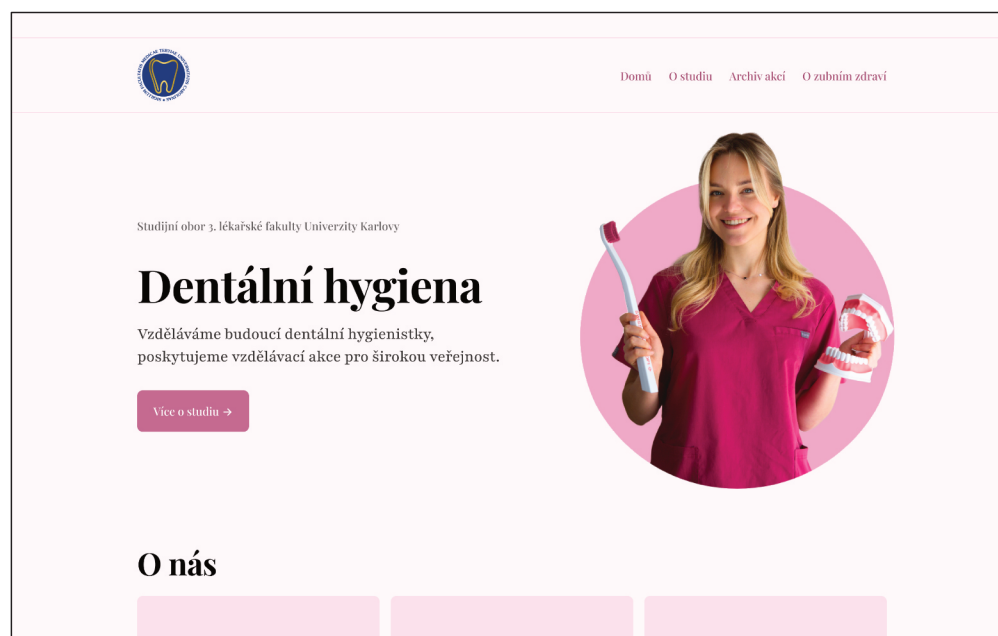 Domů O studiu Archiv akcí O zubním zdraví
Studijní obor 3. lékařské fakulty Univerzity Karlovy
Dentální hygiena
Vzděláváme budoucí dentální hygienistky,
poskytujeme vzdělávací akce pro širokou veřejnost.
Více o studiu →
O nás